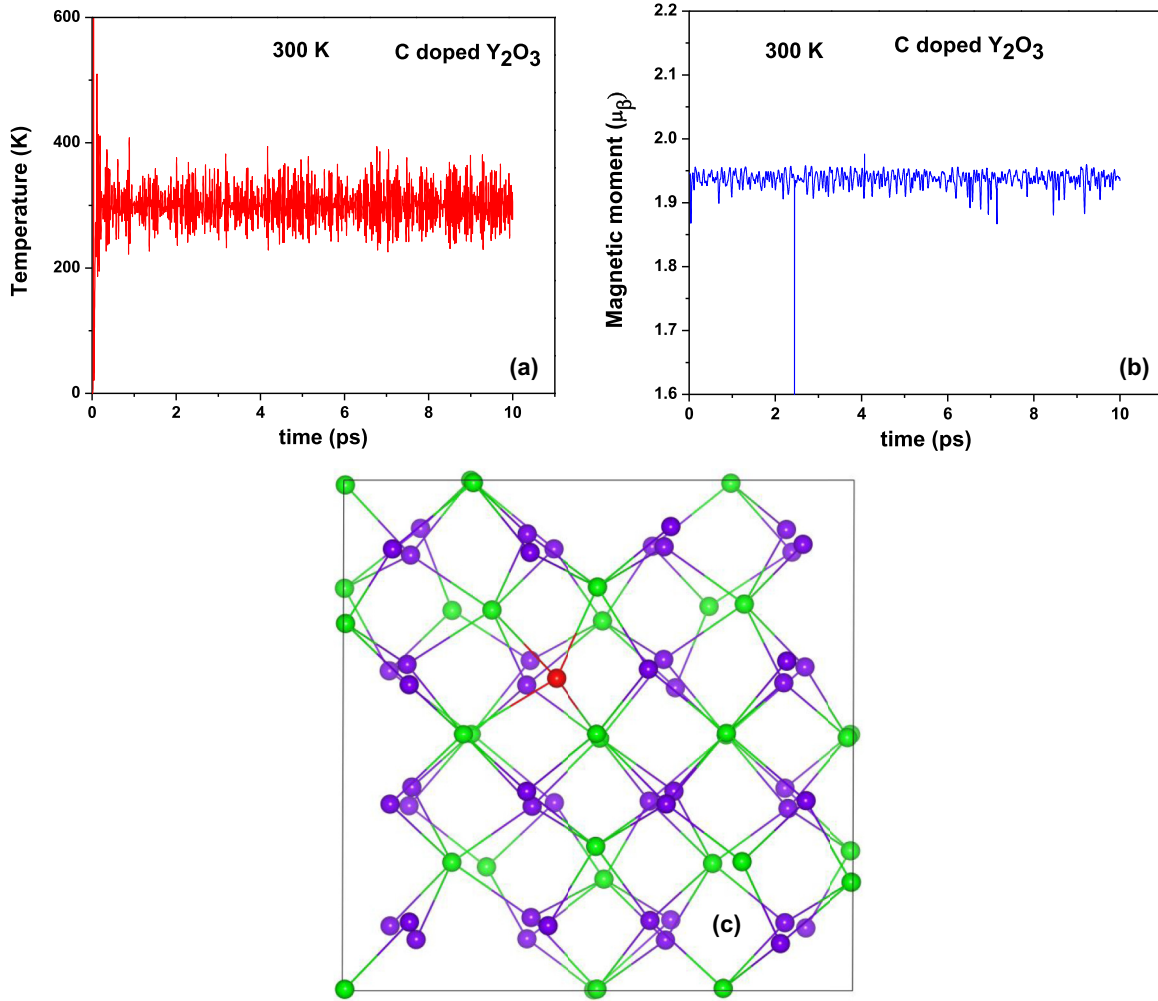 600
400
200
0
0 2 4 6 8 10
Temperature (K)
time (ps)
300 K C doped Y₂O₃
(a)
2.2
2.1
2.0
1.9
1.8
1.7
1.6
0 2 4 6 8 10
Magnetic moment (μβ)
time (ps)
300 K C doped Y₂O₃
(b)
(c)